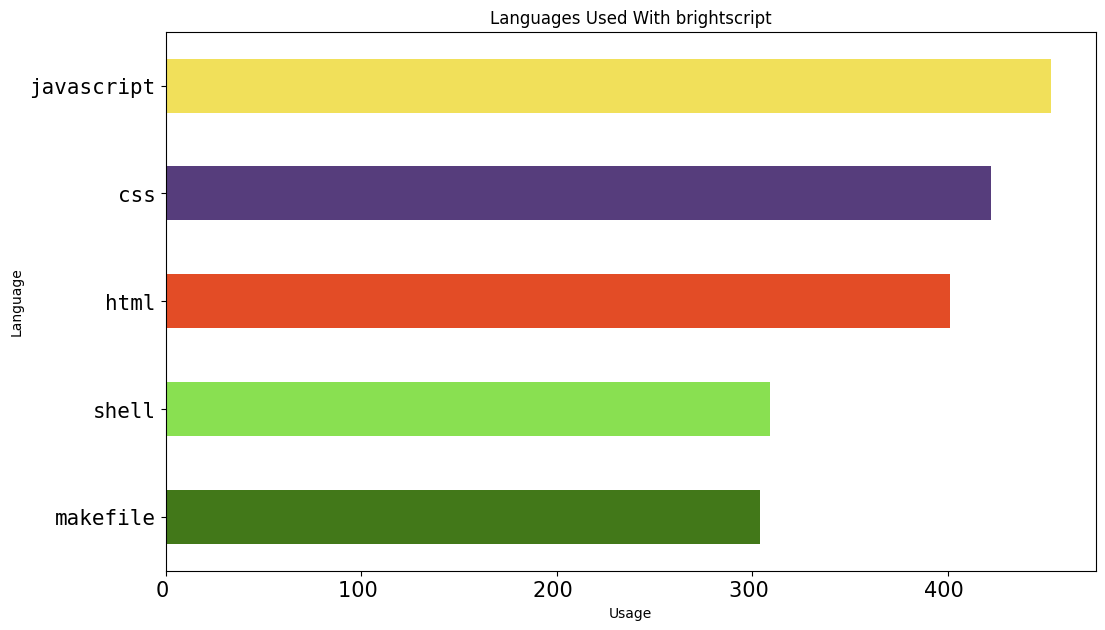 Languages Used With brightscript
javascript
css
html
shell
makefile
Language
0 100 200 300 400
Usage